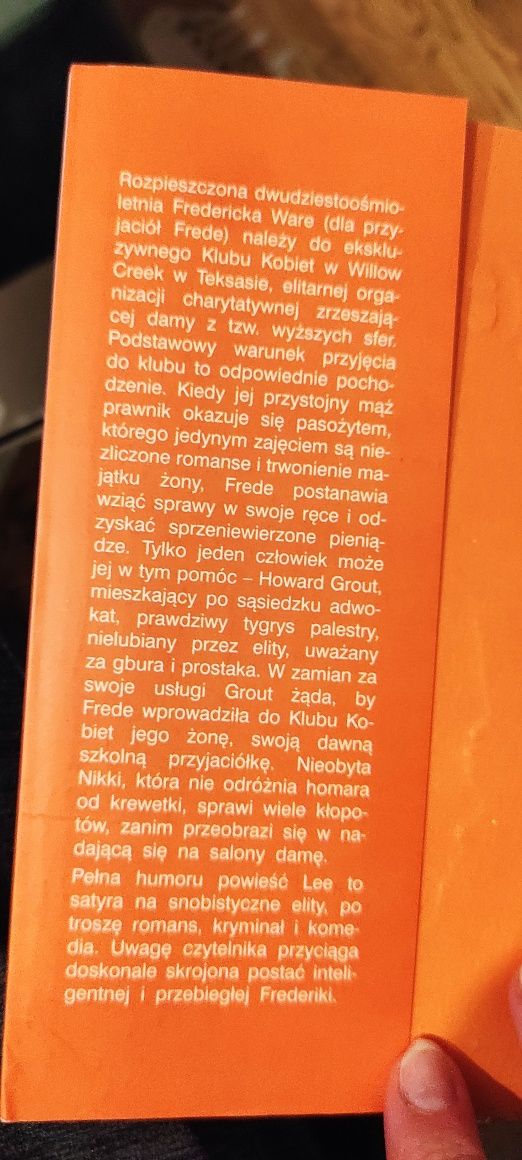 Rozpieszczona dwudziestoośmio-
letnia Fredericka Ware (dla przy-
jaciół Frede) należy do eksklu-
zywnego Klubu Kobiet w Willow
Creek w Teksasie, elitarnej orga-
nizacji charytatywnej zrzeszają-
cej damy z tzw. wyższych sfer.
Podstawowy warunek przyjęcia
do klubu to odpowiednie pocho-
dzenie. Kiedy jej przystojny mąż
prawnik okazuje się pasożytem,
którego jedynym zajęciem są nie-
zliczone romanse i trwonienie ma-
jątku żony, Frede postanawia
wziąć sprawy w swoje ręce i od-
zyskać sprzeniewierzone pienią-
dze. Tylko jeden człowiek może
jej w tym pomóc – Howard Grout,
mieszkający po sąsiedzku adwo-
kat, prawdziwy tygrys palestry,
nielubiany przez elity, uważany
za gbura i prostaka. W zamian za
swoje usługi Grout żąda, by
Frede wprowadziła do Klubu Ko-
biet jego żonę, swoją dawną
szkolną przyjaciółkę. Nieobyta
Nikki, która nie odróżnia homara
od krewetki, sprawi wiele kłopo-
tów, zanim przeobrazi się w na-
dającą się na salony damę.
Pełna humoru powieść Lee to
satyra na snobistyczne elity, po
troszę romans, kryminał i kome-
dia. Uwagę czytelnika przyciąga
doskonale skrojona postać inteli-
gentnej i przebiegłej Frederiki.